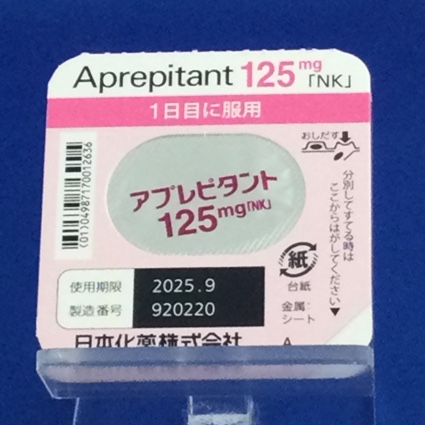 Aprepitant 125mg「NK」
1日目に服用
おしだす
(01)04987170012636
アプレピタント
125mg「NK」
分別してすてる時は
ここからはがしてください▼
紙
台紙
金属:
シート
使用期限 2025.9
製造番号 920220
日本化薬株式会社